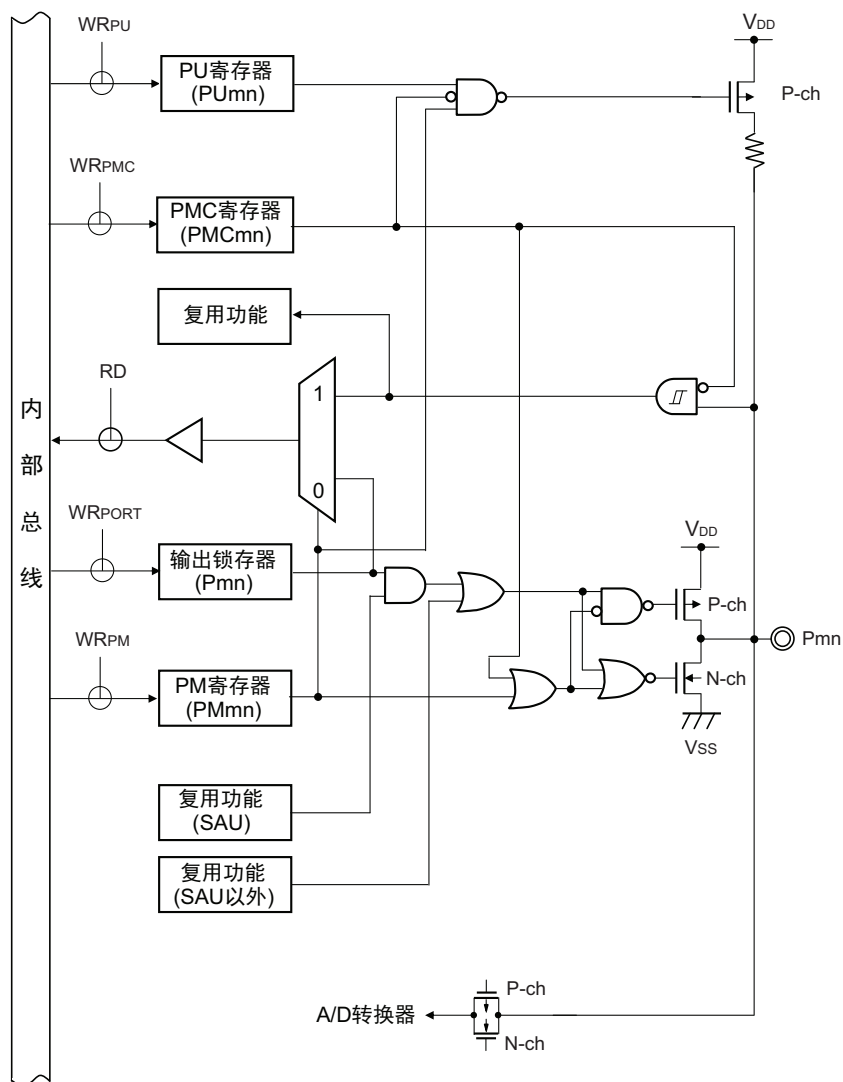 WRPU
PU寄存器
(PUmn)
VDD
P-ch
WRPMC
PMC寄存器
(PMCmn)
复用功能
RD
1
0
内部总线
WRPORT
输出锁存器
(Pmn)
VDD
P-ch
Pmn
WRPM
PM寄存器
(PMmn)
N-ch
VSS
复用功能
(SAU)
复用功能
(SAU以外)
P-ch
A/D转换器
N-ch